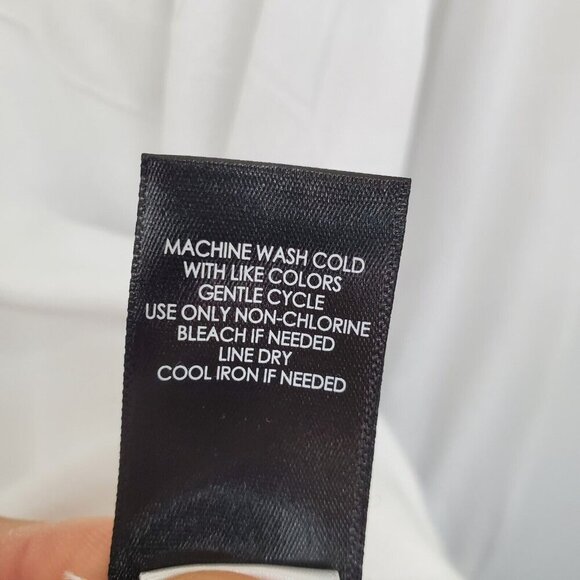 MACHINE WASH COLD
WITH LIKE COLORS
GENTLE CYCLE
USE ONLY NON-CHLORINE
BLEACH IF NEEDED
LINE DRY
COOL IRON IF NEEDED